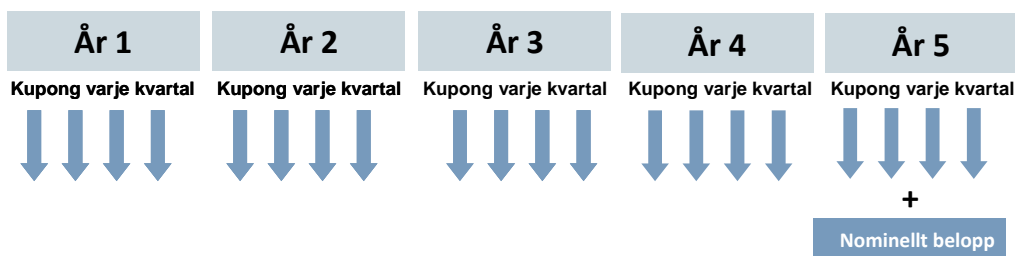 År 1 År 2 År 3 År 4 År 5
Kupong varje kvartal Kupong varje kvartal Kupong varje kvartal Kupong varje kvartal Kupong varje kvartal
+
Nominellt belopp